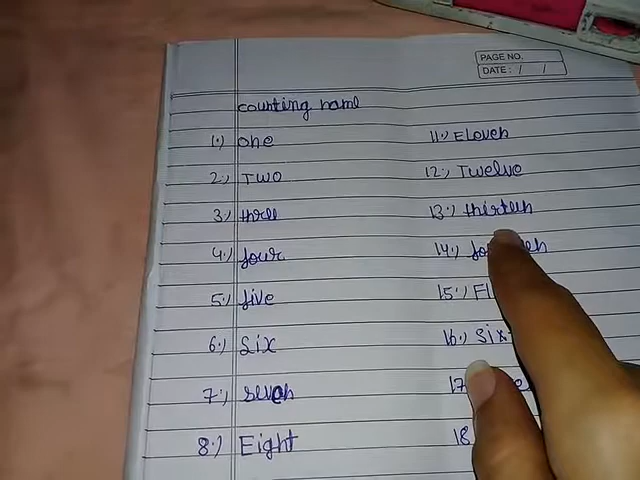 PAGE NO.
DATE: / /
counting name
1.) one
2.) Two
3.) three
4.) four
5.) five
6.) Six
7.) seven
8.) Eight
11.) Eleven
12.) Twelve
13.) thirteen
14.)
15.)
16.) Six
17
18